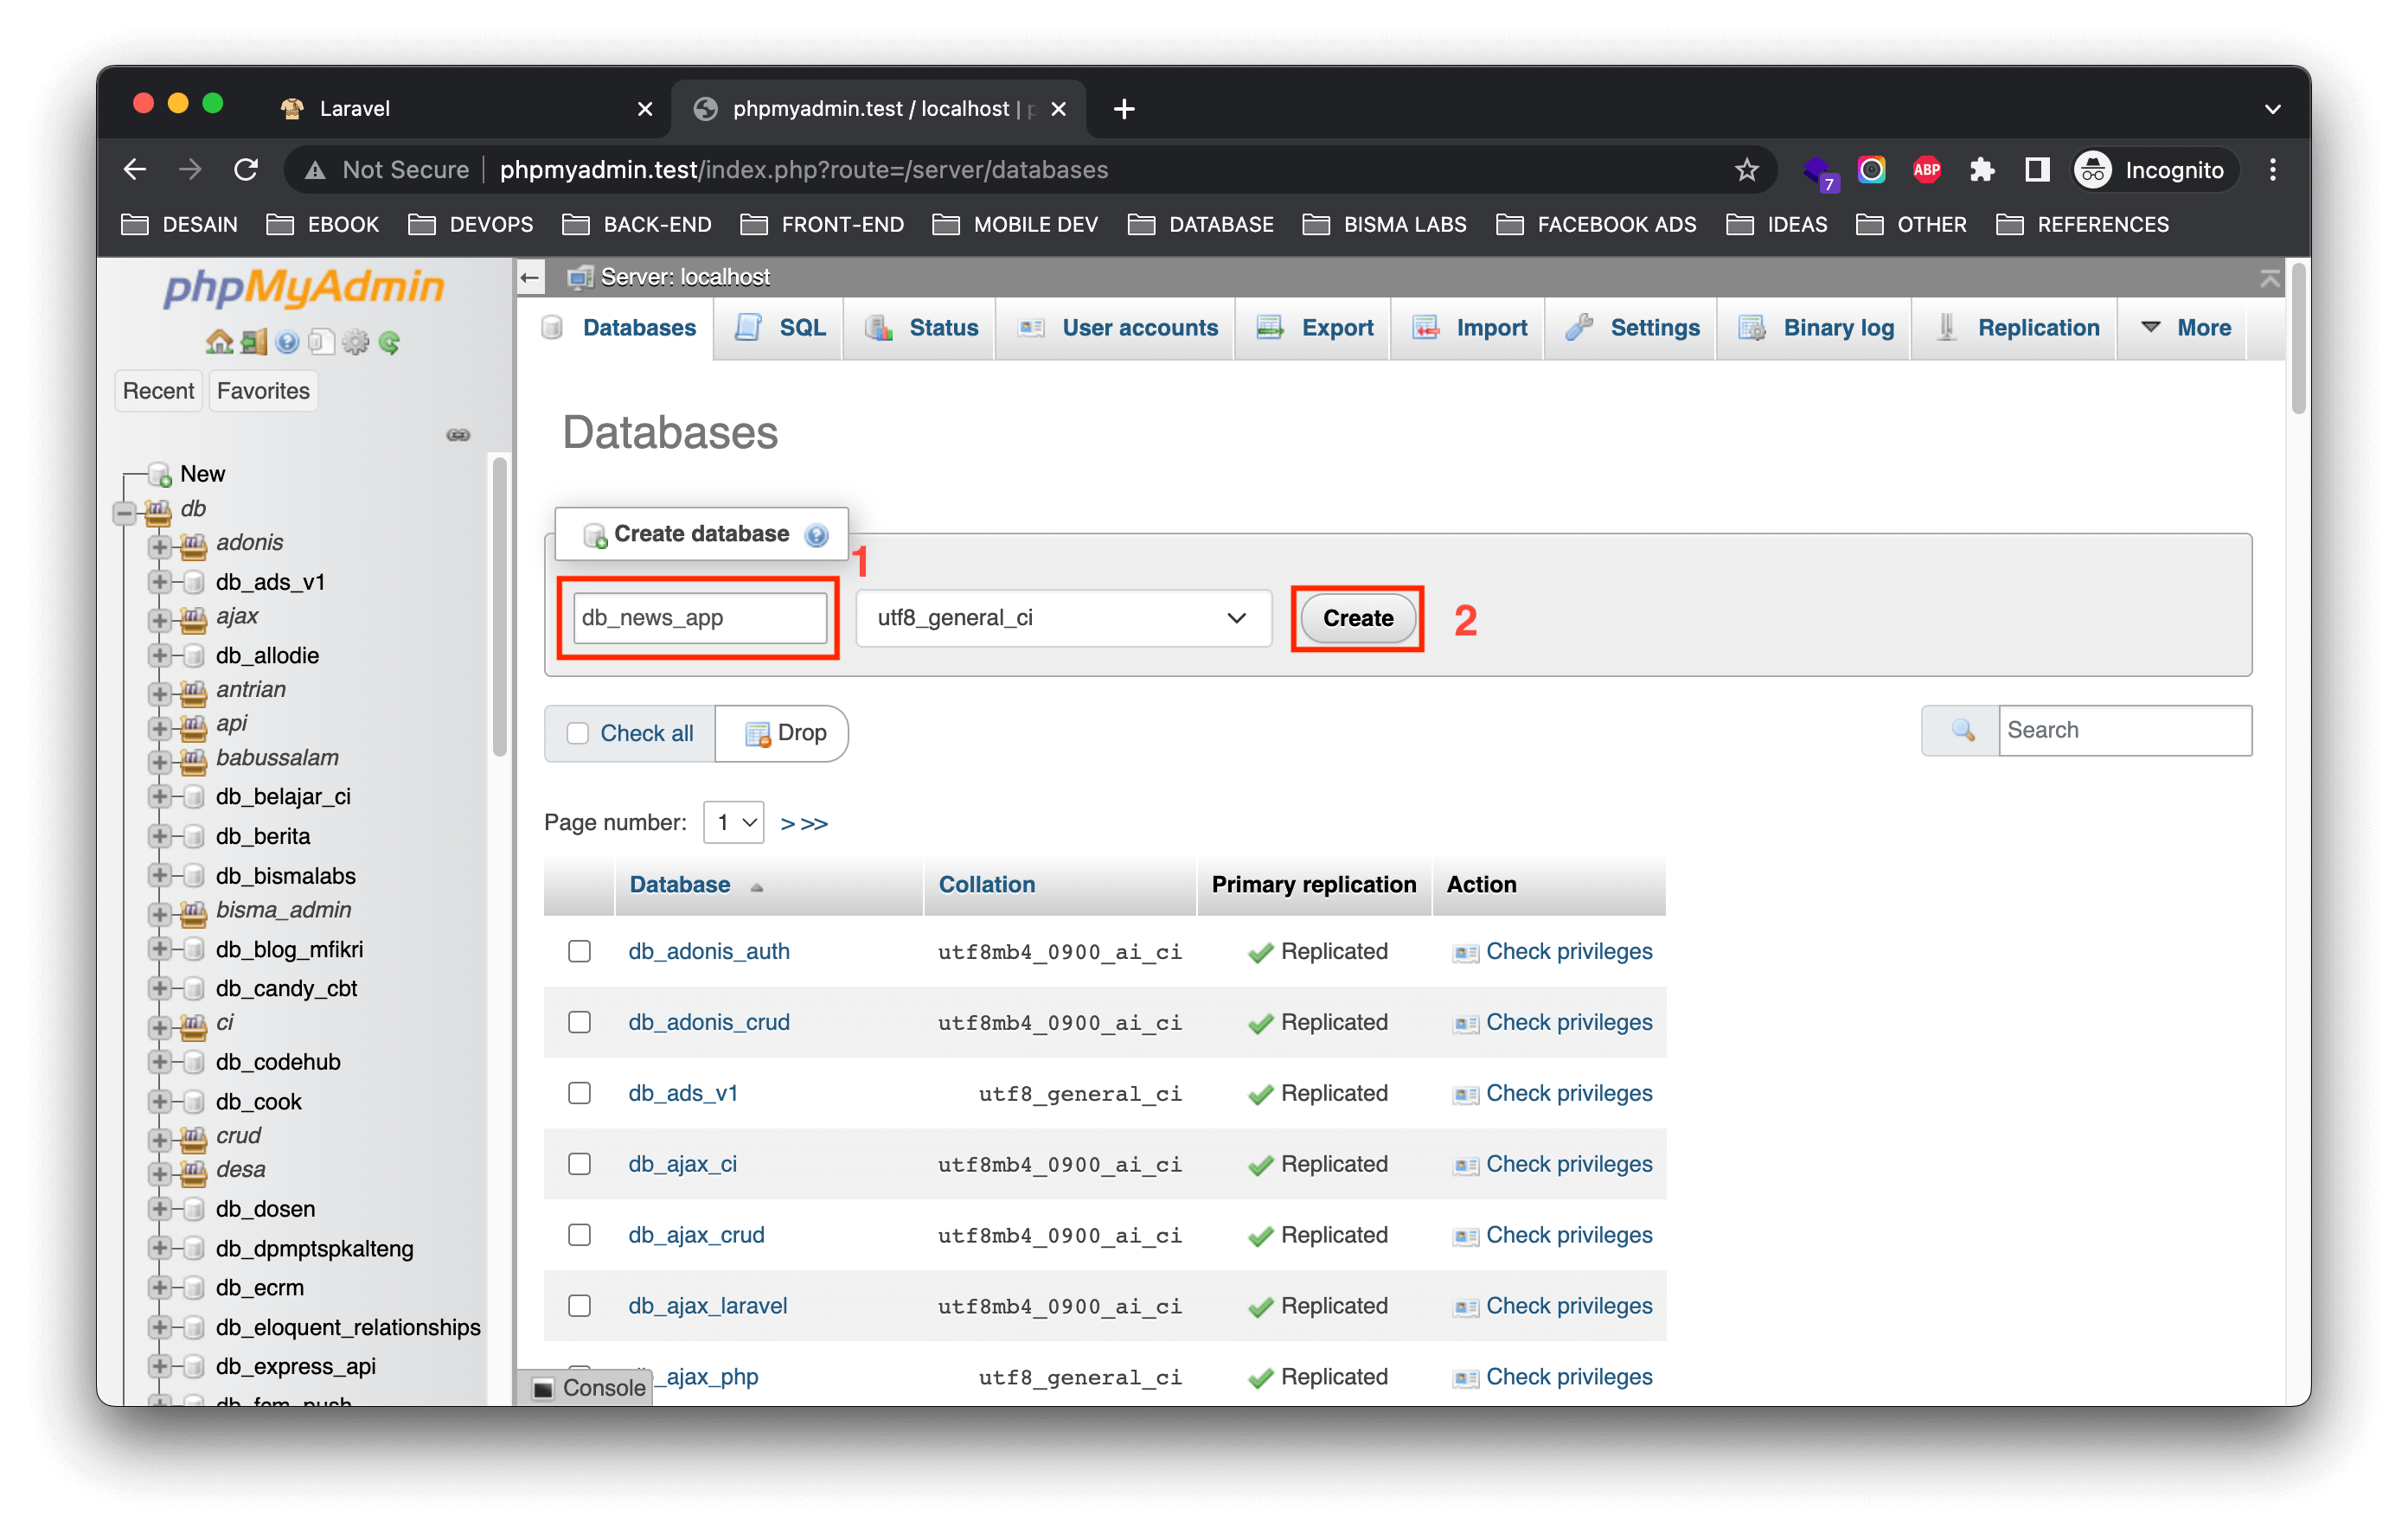 Laravel
phpmyadmin.test / localhost |
Not Secure phpmyadmin.test/index.php?route=/server/databases
7
ABP
Incognito
DESAIN EBOOK DEVOPS BACK-END FRONT-END MOBILE DEV DATABASE BISMA LABS FACEBOOK ADS IDEAS OTHER REFERENCES
phpMyAdmin
Recent Favorites
New
db
adonis
db_ads_v1
ajax
db_allodie
antrian
api
babussalam
db_belajar_ci
db_berita
db_bismalabs
bisma_admin
db_blog_mfikri
db_candy_cbt
ci
db_codehub
db_cook
crud
desa
db_dosen
db_dpmptspkalteng
db_ecrm
db_eloquent_relationships
db_express_api
db_fcm_push
Server: localhost
Databases SQL Status User accounts Export Import Settings Binary log Replication More
Databases
Create database
1
db_news_app utf8_general_ci Create 2
Check all Drop
Search
Page number: 1 > >>
Database Collation Primary replication Action
db_adonis_auth utf8mb4_0900_ai_ci Replicated Check privileges
db_adonis_crud utf8mb4_0900_ai_ci Replicated Check privileges
db_ads_v1 utf8_general_ci Replicated Check privileges
db_ajax_ci utf8mb4_0900_ai_ci Replicated Check privileges
db_ajax_crud utf8mb4_0900_ai_ci Replicated Check privileges
db_ajax_laravel utf8mb4_0900_ai_ci Replicated Check privileges
_ajax_php utf8_general_ci Replicated Check privileges
Console